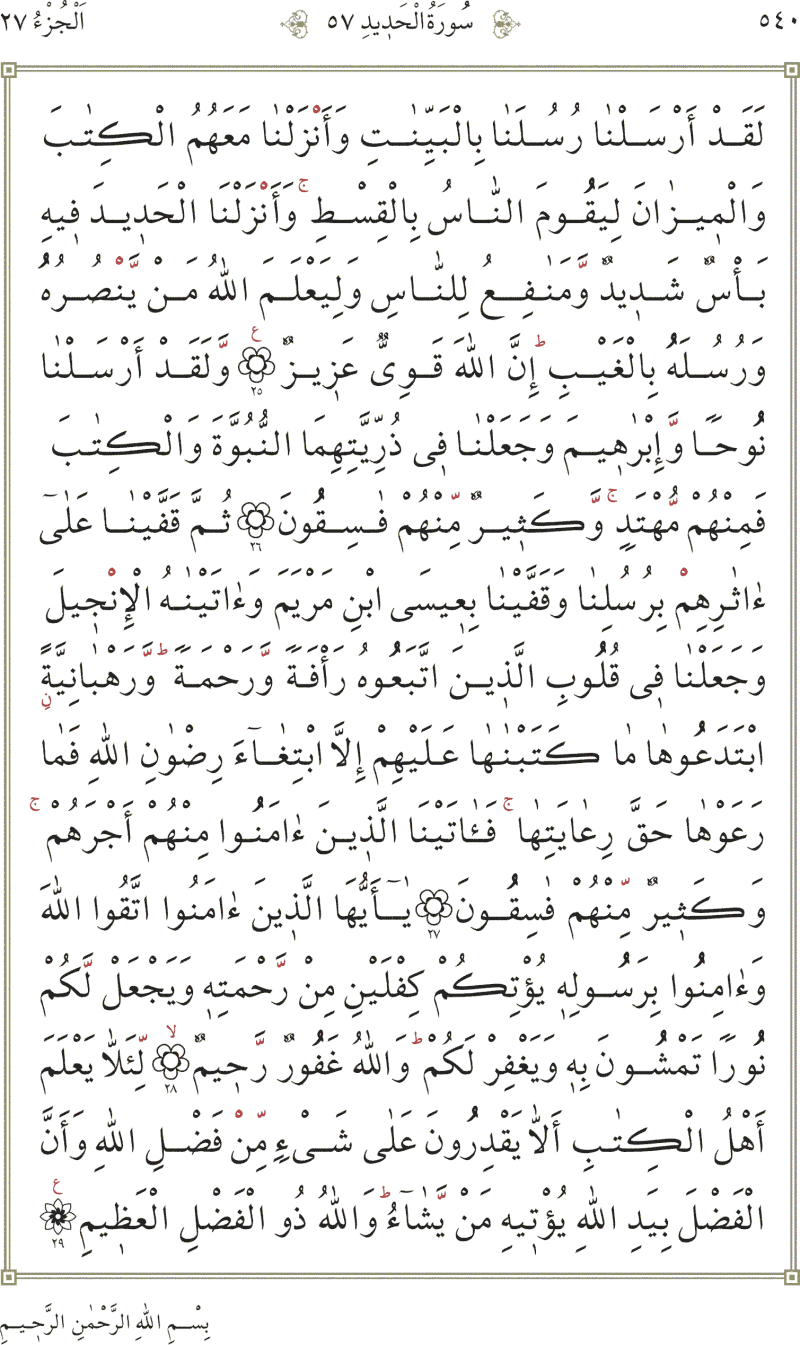 ٥٤٠ سُورَةُ الْحَدِيدِ ٥٧ اَلْجُزْءُ ٢٧
لَقَدْ أَرْسَلْنَا رُسُلَنَا بِالْبَيِّنٰتِ وَأَنْزَلْنَا مَعَهُمُ الْكِتٰبَ
وَالْمِيزَانَ لِيَقُومَ النَّاسُ بِالْقِسْطِ ۚ وَأَنْزَلْنَا الْحَدِيدَ فِيهِ
بَأْسٌ شَدِيدٌ وَّمَنٰفِعُ لِلنَّاسِ وَلِيَعْلَمَ اللّٰهُ مَنْ يَّنْصُرُهُ
وَرُسُلَهُ بِالْغَيْبِ ۗ إِنَّ اللّٰهَ قَوِيٌّ عَزِيزٌ ۝٢٥ وَّلَقَدْ أَرْسَلْنَا
نُوحًا وَّإِبْرٰهِيمَ وَجَعَلْنَا فِي ذُرِّيَّتِهِمَا النُّبُوَّةَ وَالْكِتٰبَ
فَمِنْهُمْ مُّهْتَدٍ ۚ وَّكَثِيرٌ مِّنْهُمْ فٰسِقُونَ ۝٢٦ ثُمَّ قَفَّيْنَا عَلٰىٓ
ءَاثٰرِهِمْ بِرُسُلِنَا وَقَفَّيْنَا بِعِيسَى ابْنِ مَرْيَمَ وَءَاتَيْنٰهُ الْإِنْجِيلَ
وَجَعَلْنَا فِي قُلُوبِ الَّذِينَ اتَّبَعُوهُ رَأْفَةً وَّرَحْمَةً ۗ وَّرَهْبَانِيَّةً
ابْتَدَعُوهَا مَا كَتَبْنٰهَا عَلَيْهِمْ إِلَّا ابْتِغَآءَ رِضْوٰنِ اللّٰهِ فَمَا
رَعَوْهَا حَقَّ رِعَايَتِهَا ۚ فَـَٔاتَيْنَا الَّذِينَ ءَامَنُوا مِنْهُمْ أَجْرَهُمْ ۚ
وَكَثِيرٌ مِّنْهُمْ فٰسِقُونَ ۝٢٧ يٰٓأَيُّهَا الَّذِينَ ءَامَنُوا اتَّقُوا اللّٰهَ
وَءَامِنُوا بِرَسُولِهِ يُؤْتِكُمْ كِفْلَيْنِ مِنْ رَّحْمَتِهِ وَيَجْعَلْ لَّكُمْ
نُورًا تَمْشُونَ بِهِ وَيَغْفِرْ لَكُمْ ۗ وَاللّٰهُ غَفُورٌ رَّحِيمٌ ۝٢٨ لِّئَلَّا يَعْلَمَ
أَهْلُ الْكِتٰبِ أَلَّا يَقْدِرُونَ عَلٰى شَيْءٍ مِّنْ فَضْلِ اللّٰهِ وَأَنَّ
الْفَضْلَ بِيَدِ اللّٰهِ يُؤْتِيهِ مَنْ يَّشَآءُ ۗ وَاللّٰهُ ذُو الْفَضْلِ الْعَظِيمِ ۝٢٩
بِسْمِ اللّٰهِ الرَّحْمٰنِ الرَّحِيمِ